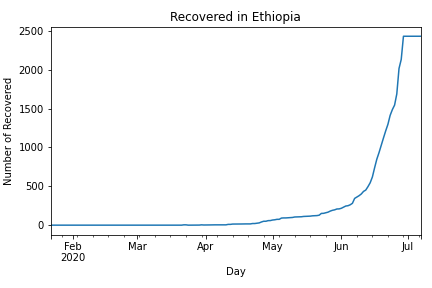 Recovered in Ethiopia
Number of Recovered
2500
2000
1500
1000
500
0
Feb
2020
Mar
Apr
May
Jun
Jul
Day